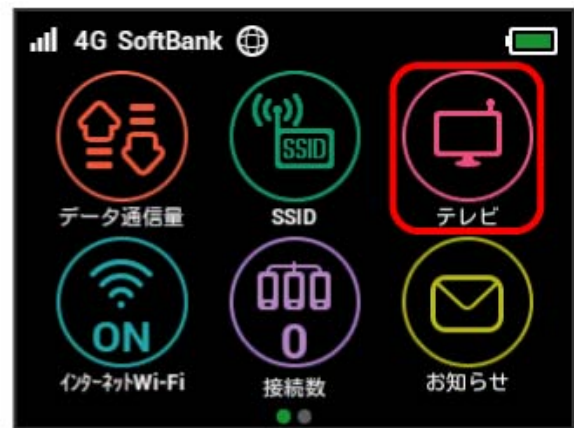 4G SoftBank
SSID
データ通信量
SSID
テレビ
ON
0
インターネットWi-Fi
接続数
お知らせ